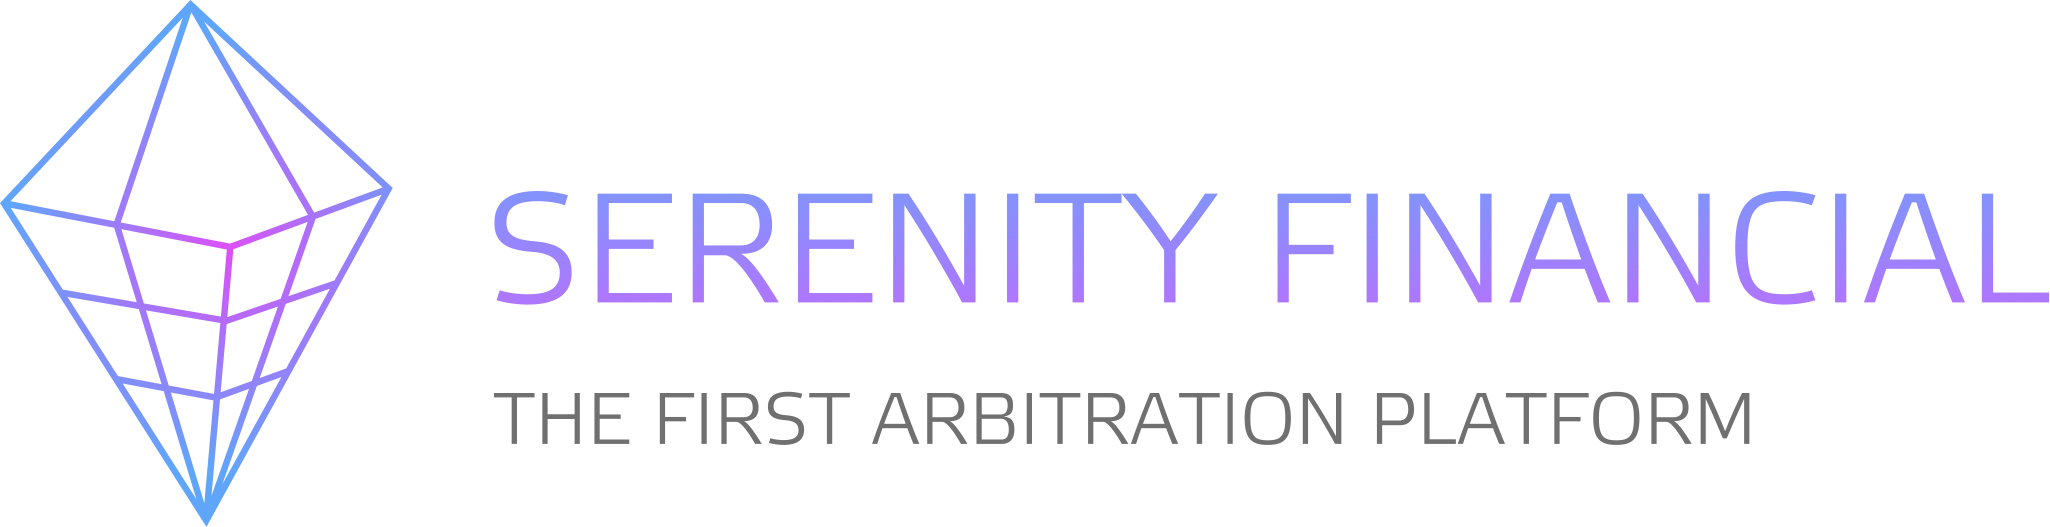 SERENITY FINANCIAL
THE FIRST ARBITRATION PLATFORM